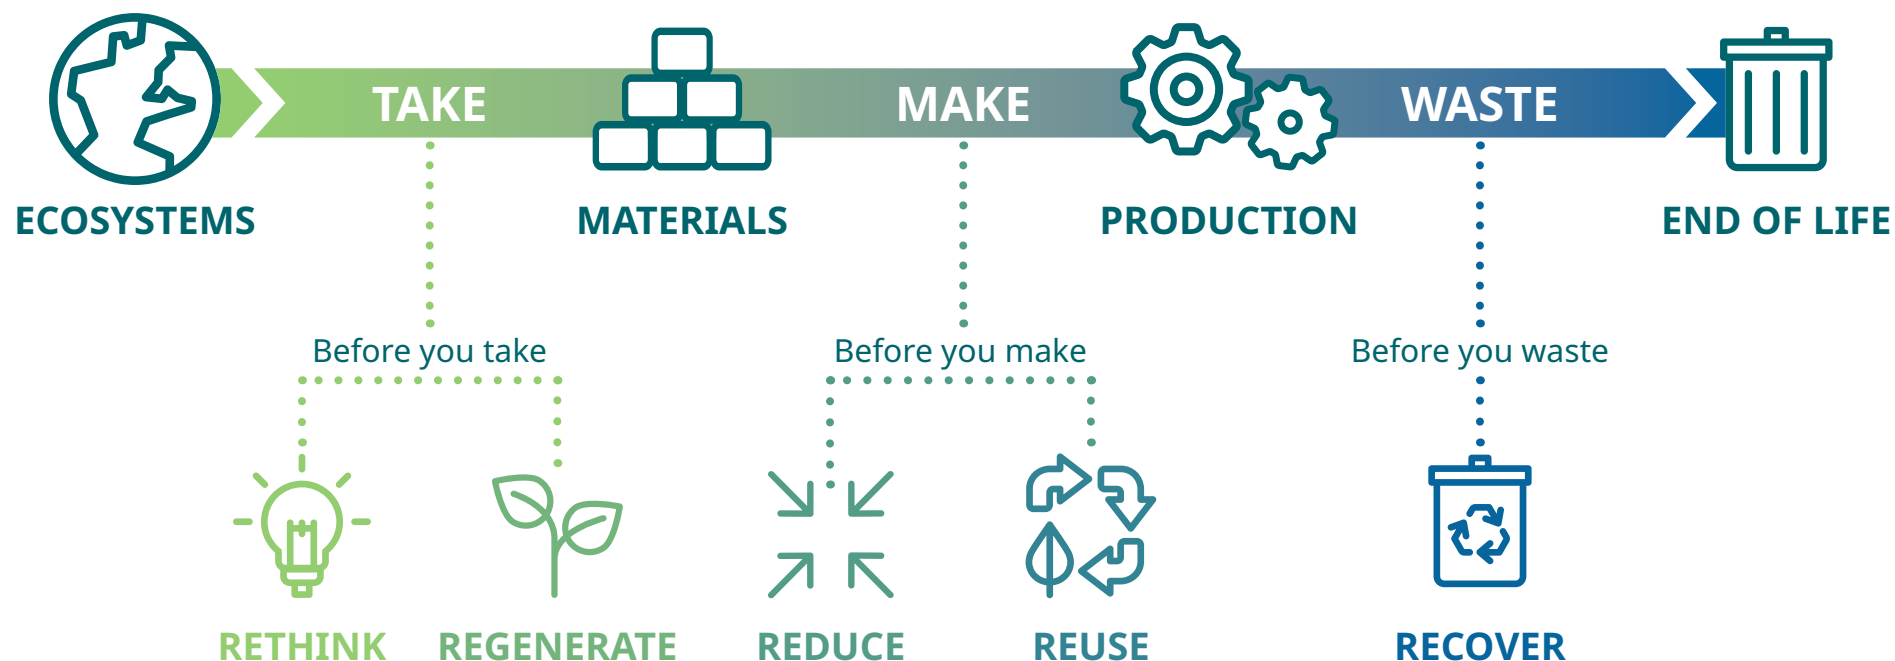 TAKE MAKE WASTE
ECOSYSTEMS MATERIALS PRODUCTION END OF LIFE
Before you take Before you make Before you waste
RETHINK REGENERATE REDUCE REUSE RECOVER